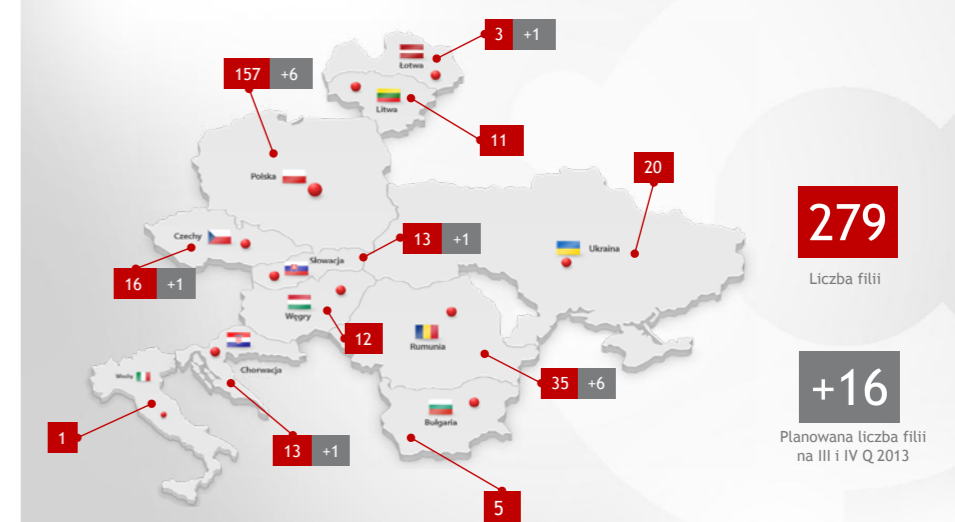 3 +1
Łotwa
157 +6
Litwa
11
20
Polska
279
Liczba filii
Czechy
13 +1
Ukraina
Słowacja
16 +1
Węgry
12
Rumunia
Chorwacja
Włochy
35 +6
+16
Planowana liczba filii
na III i IV Q 2013
Bułgaria
1
13 +1
5